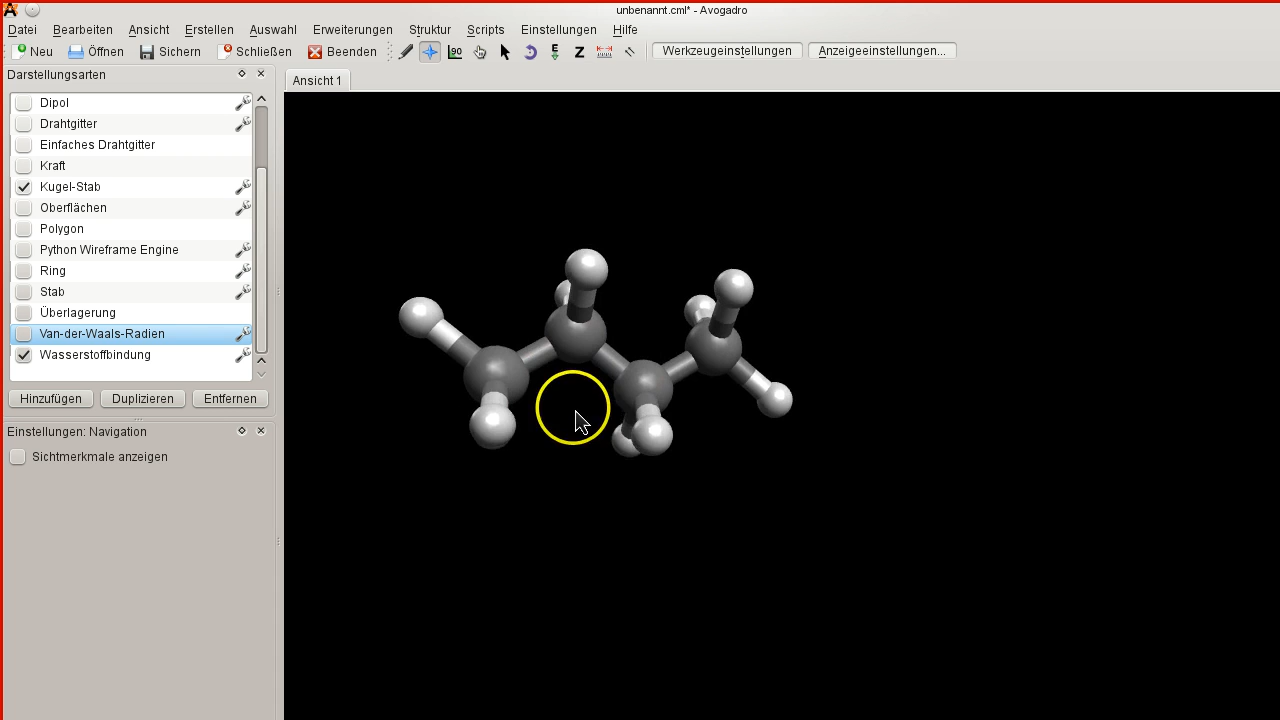 unbenannt.cml* - Avogadro
Datei Bearbeiten Ansicht Erstellen Auswahl Erweiterungen Struktur Scripts Einstellungen Hilfe
Neu Öffnen Sichern Schließen Beenden 90 E Z Werkzeugeinstellungen Anzeigeeinstellungen...
Darstellungsarten
Ansicht 1
Dipol
Drahtgitter
Einfaches Drahtgitter
Kraft
Kugel-Stab
Oberflächen
Polygon
Python Wireframe Engine
Ring
Stab
Überlagerung
Van-der-Waals-Radien
Wasserstoffbindung
Hinzufügen Duplizieren Entfernen
Einstellungen: Navigation
Sichtmerkmale anzeigen